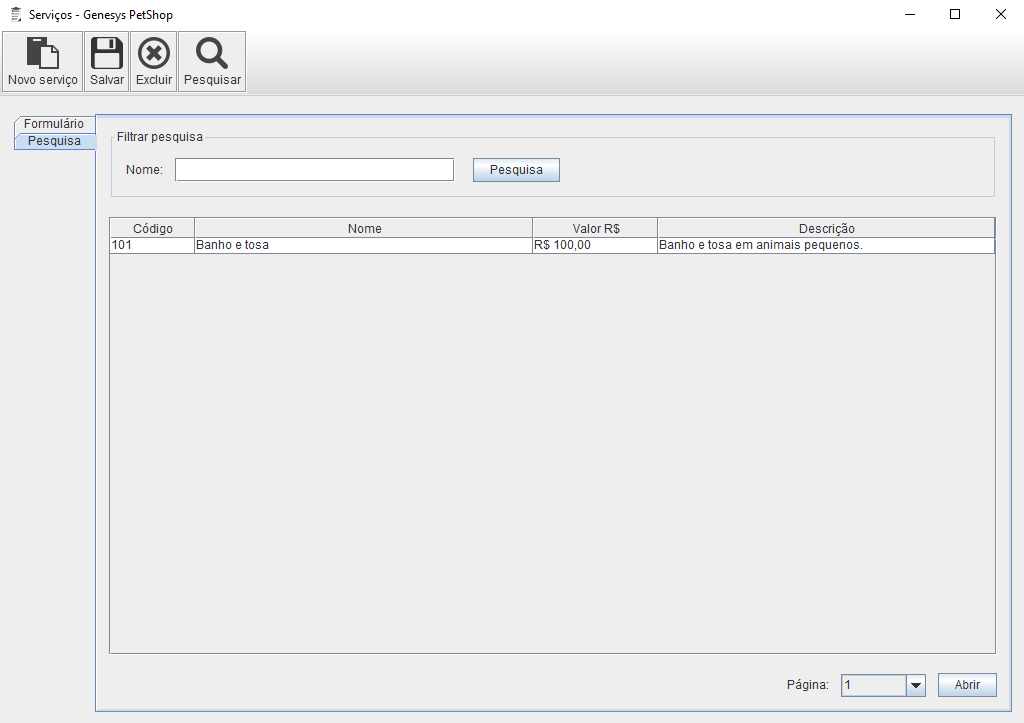 Serviços - Genesys PetShop
Novo serviço Salvar Excluir Pesquisar
Formulário
Pesquisa
Filtrar pesquisa
Nome: Pesquisa
Código Nome Valor R$ Descrição
101 Banho e tosa R$ 100,00 Banho e tosa em animais pequenos.
Página: 1 Abrir